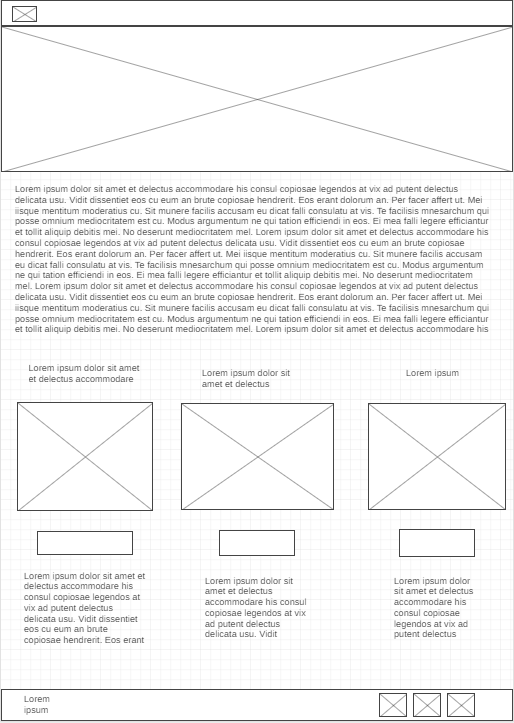 Lorem ipsum dolor sit amet et delectus accommodare his consul copiosae legendos at vix ad putent delectus
delicata usu. Vidit dissentiet eos cu eum an brute copiosae hendrerit. Eos erant dolorum an. Per facer affert ut. Mei
iisque mentitum moderatius cu. Sit munere facilis accusam eu dicat falli consulatu at vis. Te facilisis mnesarchum qui
posse omnium mediocritatem est cu. Modus argumentum ne qui tation efficiendi in eos. Ei mea falli legere efficiantur
et tollit aliquip debitis mei. No deserunt mediocritatem mel. Lorem ipsum dolor sit amet et delectus accommodare his
consul copiosae legendos at vix ad putent delectus delicata usu. Vidit dissentiet eos cu eum an brute copiosae
hendrerit. Eos erant dolorum an. Per facer affert ut. Mei iisque mentitum moderatius cu. Sit munere facilis accusam
eu dicat falli consulatu at vis. Te facilisis mnesarchum qui posse omnium mediocritatem est cu. Modus argumentum
ne qui tation efficiendi in eos. Ei mea falli legere efficiantur et tollit aliquip debitis mei. No deserunt mediocritatem
mel. Lorem ipsum dolor sit amet et delectus accommodare his consul copiosae legendos at vix ad putent delectus
delicata usu. Vidit dissentiet eos cu eum an brute copiosae hendrerit. Eos erant dolorum an. Per facer affert ut. Mei
iisque mentitum moderatius cu. Sit munere facilis accusam eu dicat falli consulatu at vis. Te facilisis mnesarchum qui
posse omnium mediocritatem est cu. Modus argumentum ne qui tation efficiendi in eos. Ei mea falli legere efficiantur
et tollit aliquip debitis mei. No deserunt mediocritatem mel. Lorem ipsum dolor sit amet et delectus accommodare his
Lorem ipsum dolor sit amet
et delectus accommodare
Lorem ipsum dolor sit
amet et delectus
Lorem ipsum
Lorem ipsum dolor sit amet et
delectus accommodare his
consul copiosae legendos at
vix ad putent delectus
delicata usu. Vidit dissentiet
eos cu eum an brute
copiosae hendrerit. Eos erant
Lorem ipsum dolor sit
amet et delectus
accommodare his consul
copiosae legendos at vix
ad putent delectus
delicata usu. Vidit
Lorem ipsum dolor
sit amet et delectus
accommodare his
consul copiosae
legendos at vix ad
putent delectus
Lorem
ipsum